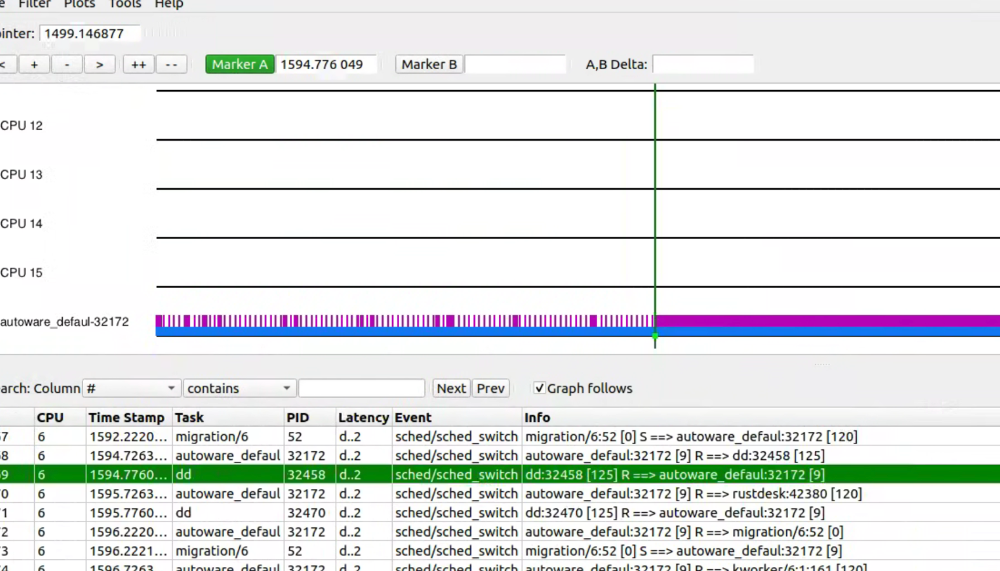 e Filter Plots Tools Help
ointer: 1499.146877
< + - > ++ -- Marker A 1594.776 049 Marker B A,B Delta:
CPU 12
CPU 13
CPU 14
CPU 15
autoware_defaul-32172
arch: Column # contains Next Prev Graph follows
CPU Time Stamp Task PID Latency Event Info
57 6 1592.2220... migration/6 52 d..2 sched/sched_switch migration/6:52 [0] S ==> autoware_defaul:32172 [120]
58 6 1594.7263... autoware_defaul 32172 d..2 sched/sched_switch autoware_defaul:32172 [9] R ==> dd:32458 [125]
59 6 1594.7760... dd 32458 d..2 sched/sched_switch dd:32458 [125] R ==> autoware_defaul:32172 [9]
70 6 1595.7263... autoware_defaul 32172 d..2 sched/sched_switch autoware_defaul:32172 [9] R ==> rustdesk:42380 [120]
71 6 1595.7760... dd 32470 d..2 sched/sched_switch dd:32470 [125] R ==> autoware_defaul:32172 [9]
72 6 1596.2220... autoware_defaul 32172 d..2 sched/sched_switch autoware_defaul:32172 [9] R ==> migration/6:52 [0]
73 6 1596.2221... migration/6 52 d..2 sched/sched_switch migration/6:52 [0] S ==> autoware_defaul:32172 [9]
74 6 1596.7263... autoware_defaul 32172 d..2 sched/sched_switch autoware_defaul:32172 [9] R ==> kworker/6:1:161 [120]